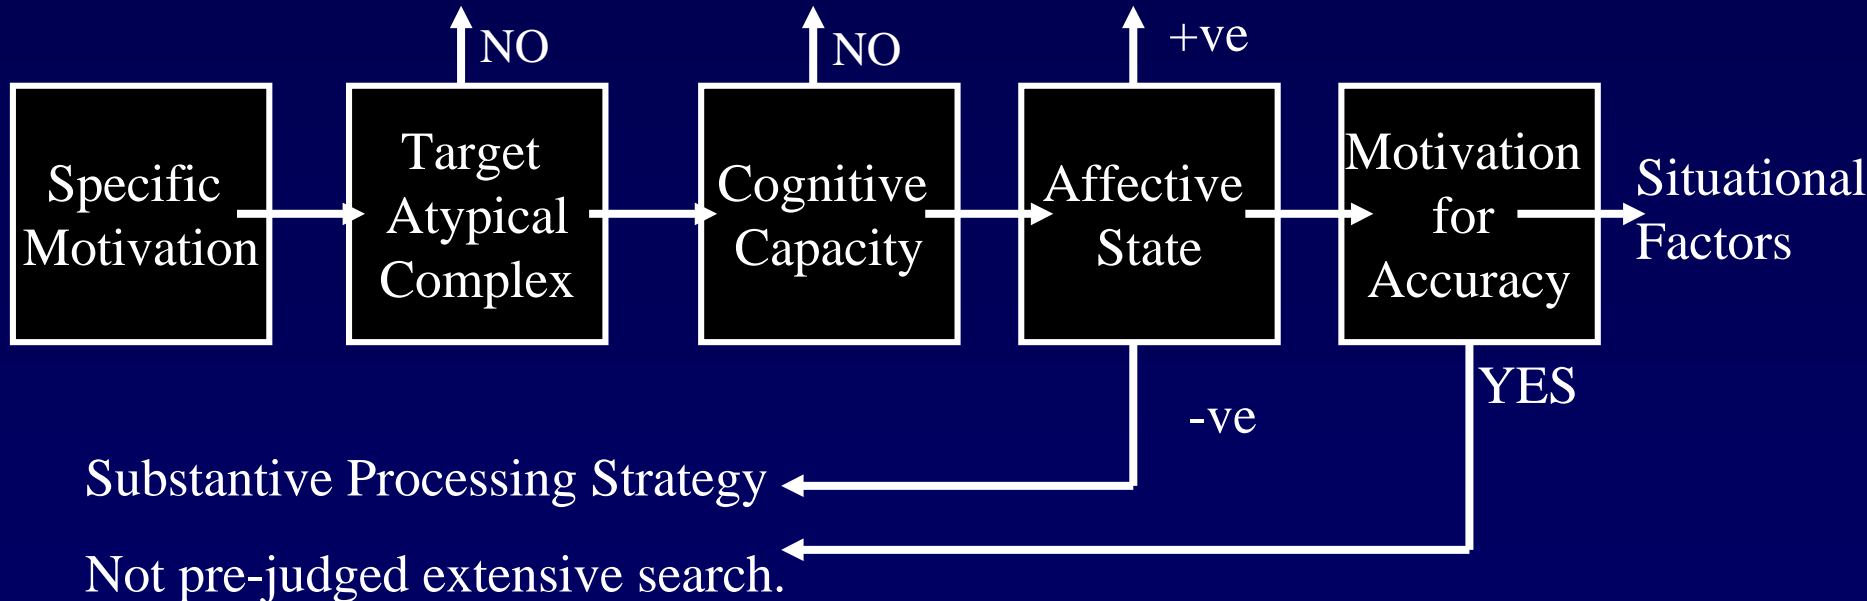 NO
NO
+ve
Specific
Motivation
Target
Atypical
Complex
Cognitive
Capacity
Affective
State
Motivation
for
Accuracy
Situational
Factors
YES
-ve
Substantive Processing Strategy
Not pre-judged extensive search.